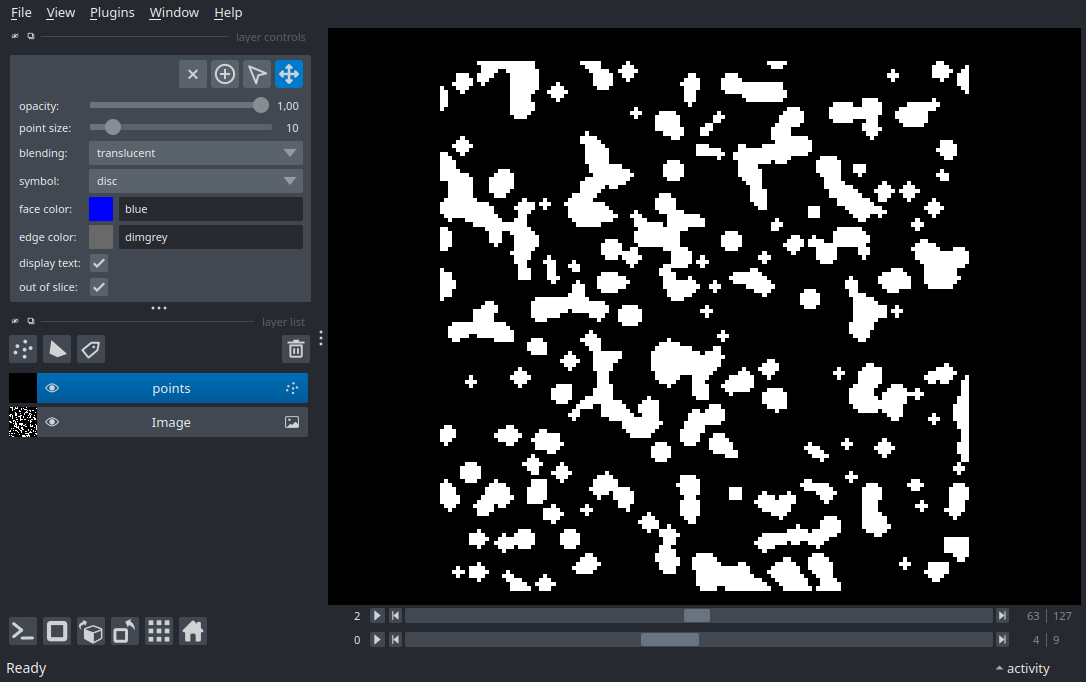 File View Plugins Window Help
layer controls
opacity: 1,00
point size: 10
blending: translucent
symbol: disc
face color: blue
edge color: dimgrey
display text:
out of slice:
layer list
points
Image
2 63 | 127
0 4 | 9
Ready activity